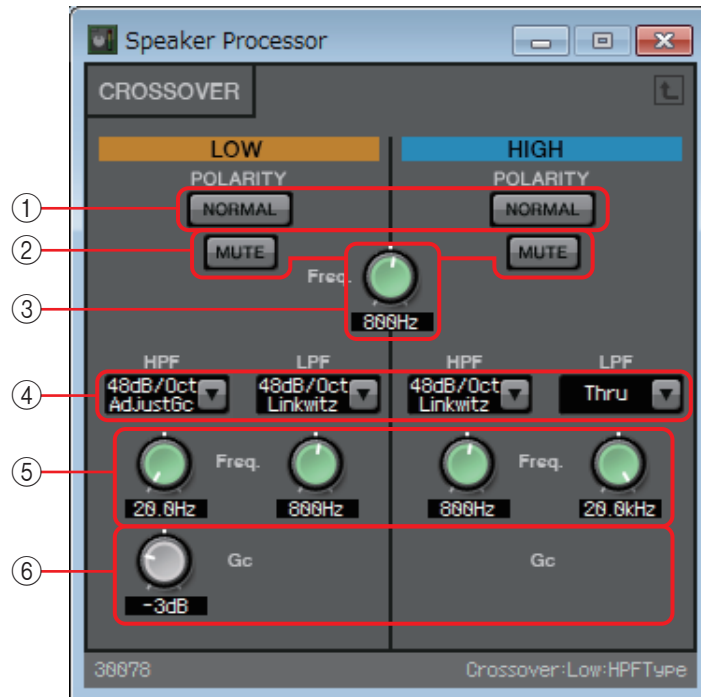 Speaker Processor
CROSSOVER
LOW HIGH
POLARITY POLARITY
① NORMAL NORMAL
② MUTE MUTE
③ Freq.
800Hz
HPF LPF HPF LPF
④ 48dB/Oct AdjustGc 48dB/Oct Linkwitz 48dB/Oct Linkwitz Thru
⑤ Freq. Freq.
20.0Hz 800Hz 800Hz 20.0kHz
⑥ Gc Gc
-3dB
30078 Crossover:Low:HPFType